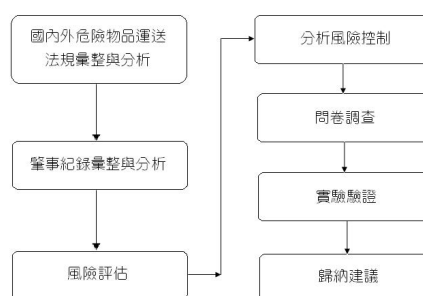 國內外危險物品運送
法規彙整與分析
肇事紀錄彙整與分析
風險評估
分析風險控制
問卷調查
實驗驗證
歸納建議